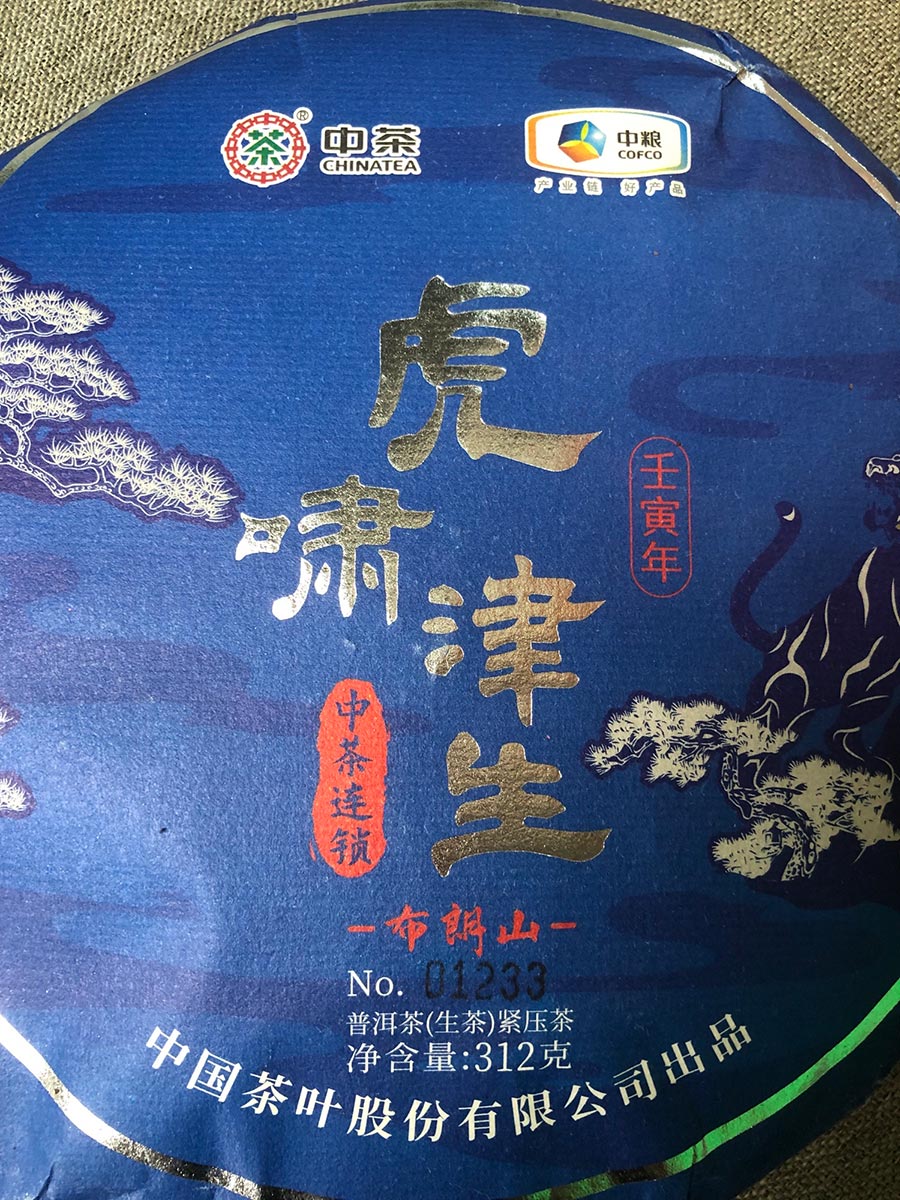 中茶
CHINATEA
茶
®
中粮
COFCO
产业链 好产品
虎啸津生
壬寅年
中茶连锁
-布朗山-
No. 01233
普洱茶(生茶)紧压茶
净含量:312克
中国茶叶股份有限公司出品